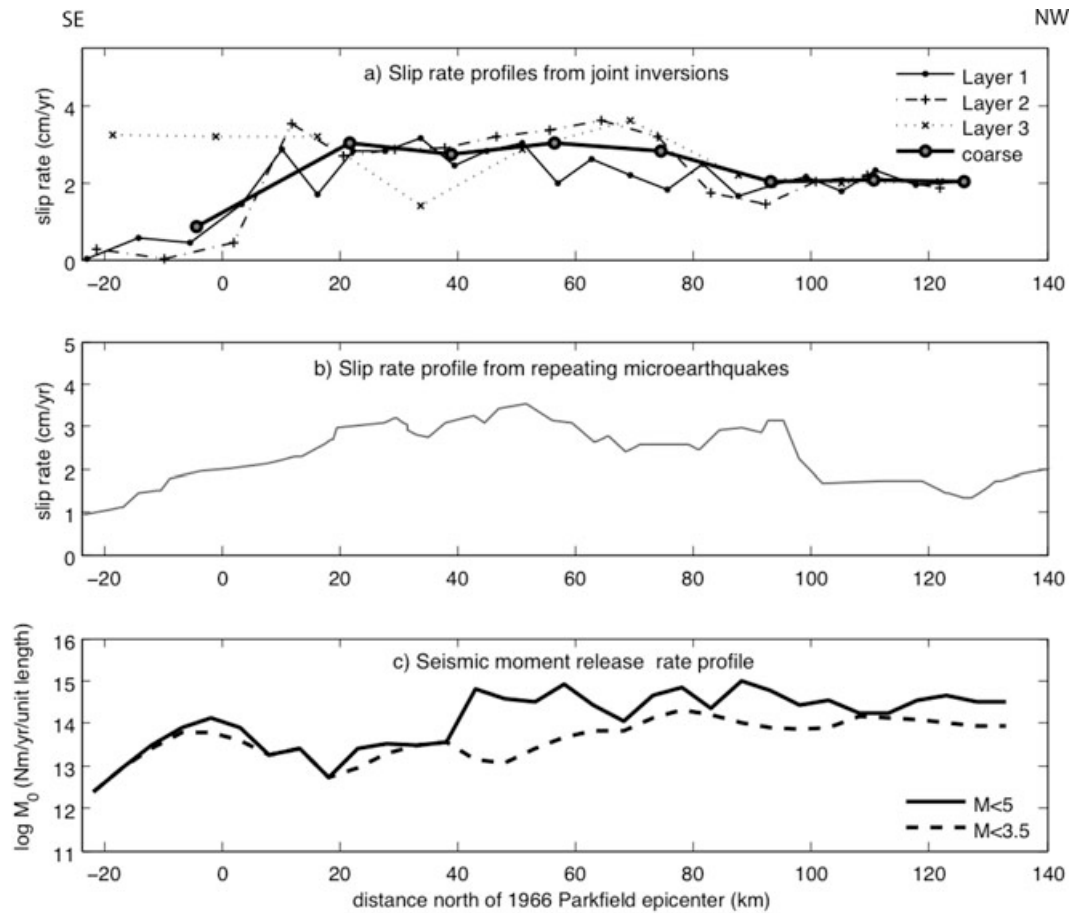 SE NW
a) Slip rate profiles from joint inversions
Layer 1
Layer 2
Layer 3
coarse
slip rate (cm/yr)
4
2
0
−20 0 20 40 60 80 100 120 140
b) Slip rate profile from repeating microearthquakes
slip rate (cm/yr)
5
4
3
2
1
0
−20 0 20 40 60 80 100 120 140
c) Seismic moment release rate profile
log M0 (Nm/yr/unit length)
16
15
14
13
12
11
M<5
M<3.5
−20 0 20 40 60 80 100 120 140
distance north of 1966 Parkfield epicenter (km)